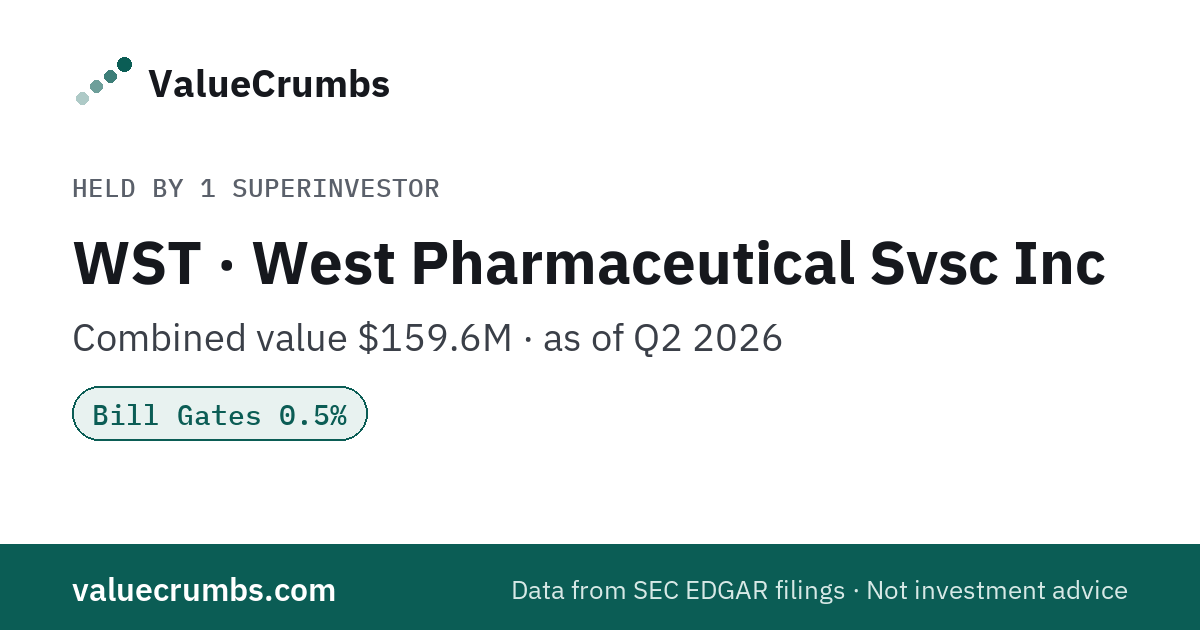 ValueCrumbs
HELD BY 1 SUPERINVESTOR
WST · West Pharmaceutical Svsc Inc
Combined value $159.6M · as of Q2 2026
Bill Gates 0.5%
valuecrumbs.com
Data from SEC EDGAR filings · Not investment advice